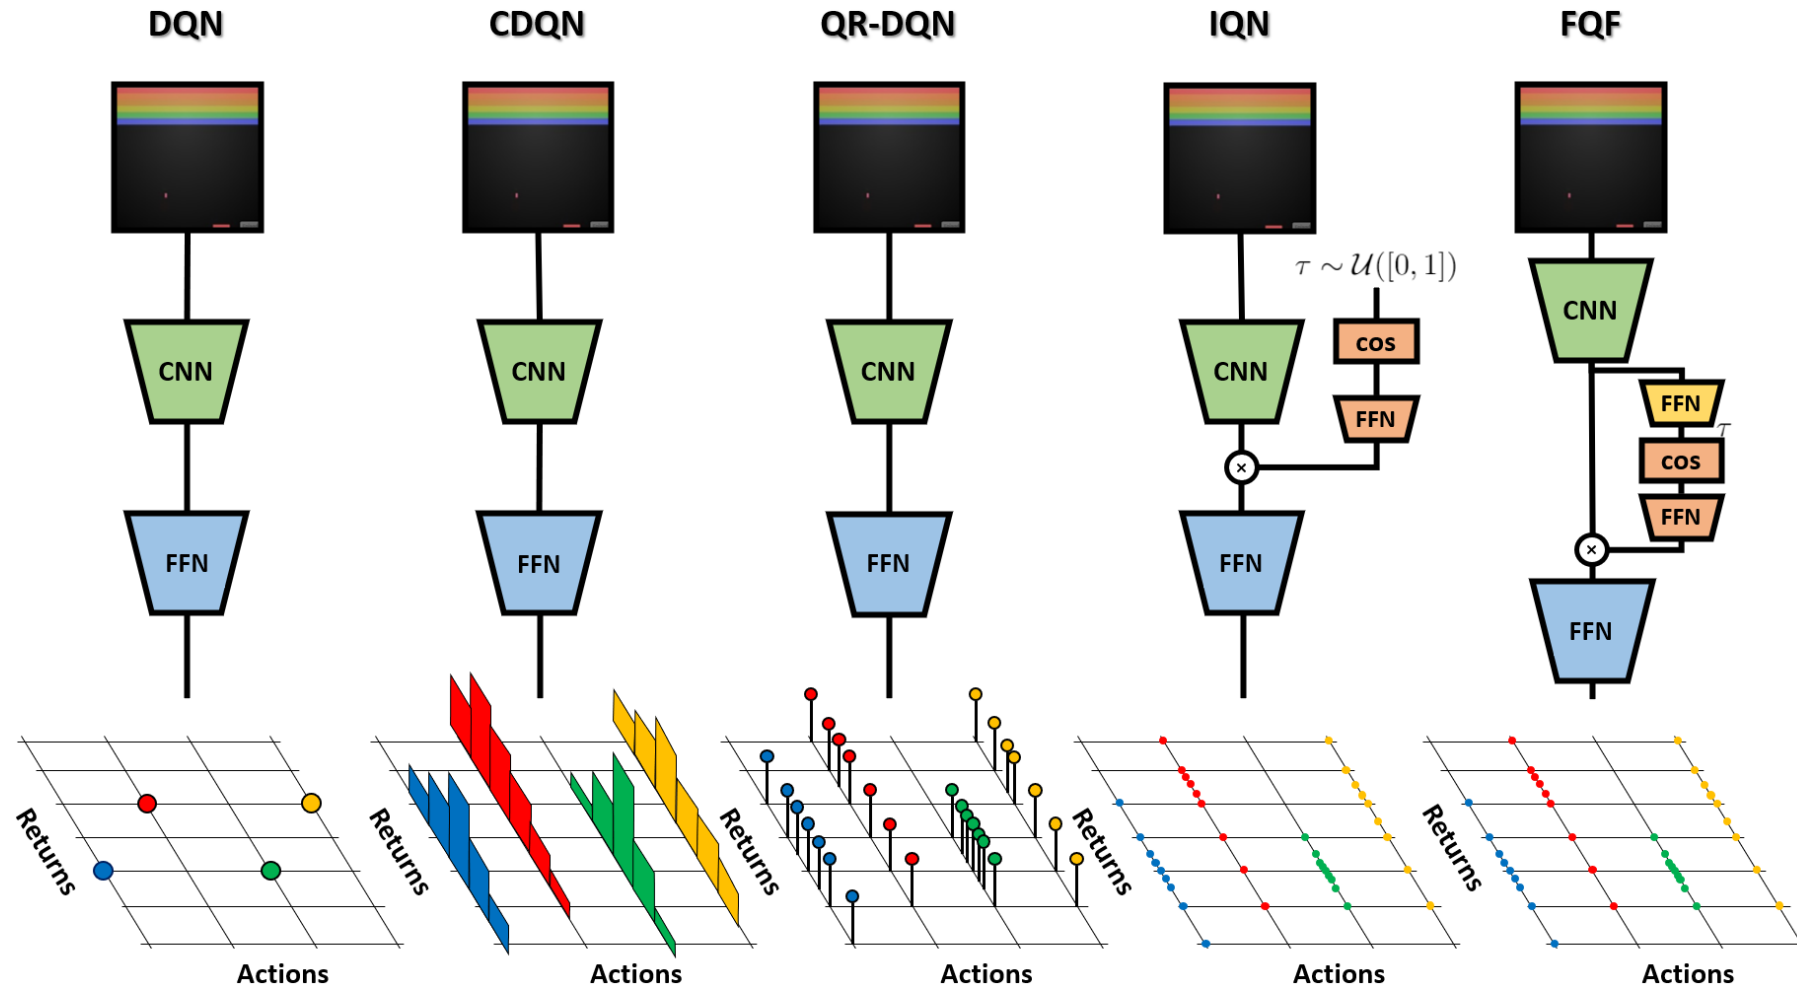 DQN
CDQN
QR-DQN
IQN
FQF
τ ∼ 𝒰([0, 1])
CNN
CNN
CNN
CNN
cos
FFN
×
CNN
FFN
τ
cos
FFN
×
FFN
FFN
FFN
FFN
FFN
Returns
Actions
Returns
Actions
Returns
Actions
Returns
Actions
Returns
Actions